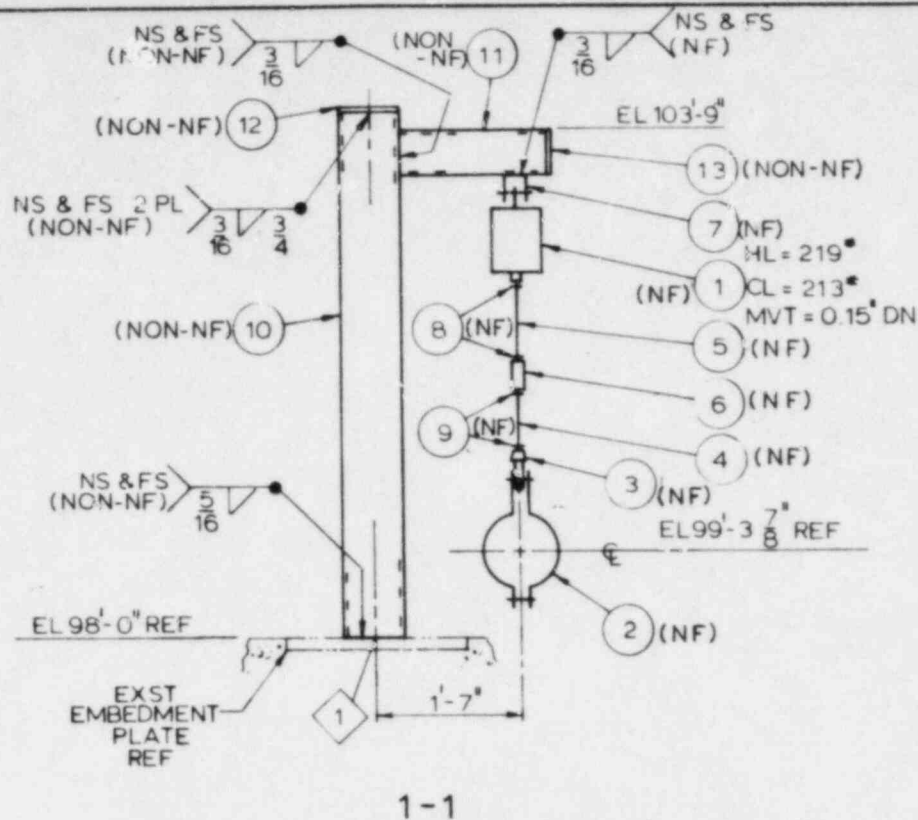 NS & FS
(NON-NF)
3
16
(NON
-NF)
11
3
16
NS & FS
(NF)
(NON-NF) 12
EL 103'-9"
13 (NON-NF)
NS & FS 2 PL
(NON-NF)
3
16
3
4
7 (NF)
HL = 219#
(NF) 1 CL = 213#
MVT = 0.15" DN
(NON-NF) 10
8 (NF)
5 (NF)
6 (NF)
9 (NF)
4 (NF)
NS & FS
(NON-NF)
5
16
3 (NF)
EL 99'-3 7/8" REF
℄
2 (NF)
EL 98'-0" REF
EXST
EMBEDMENT
PLATE
REF
1
1'-7"
1-1